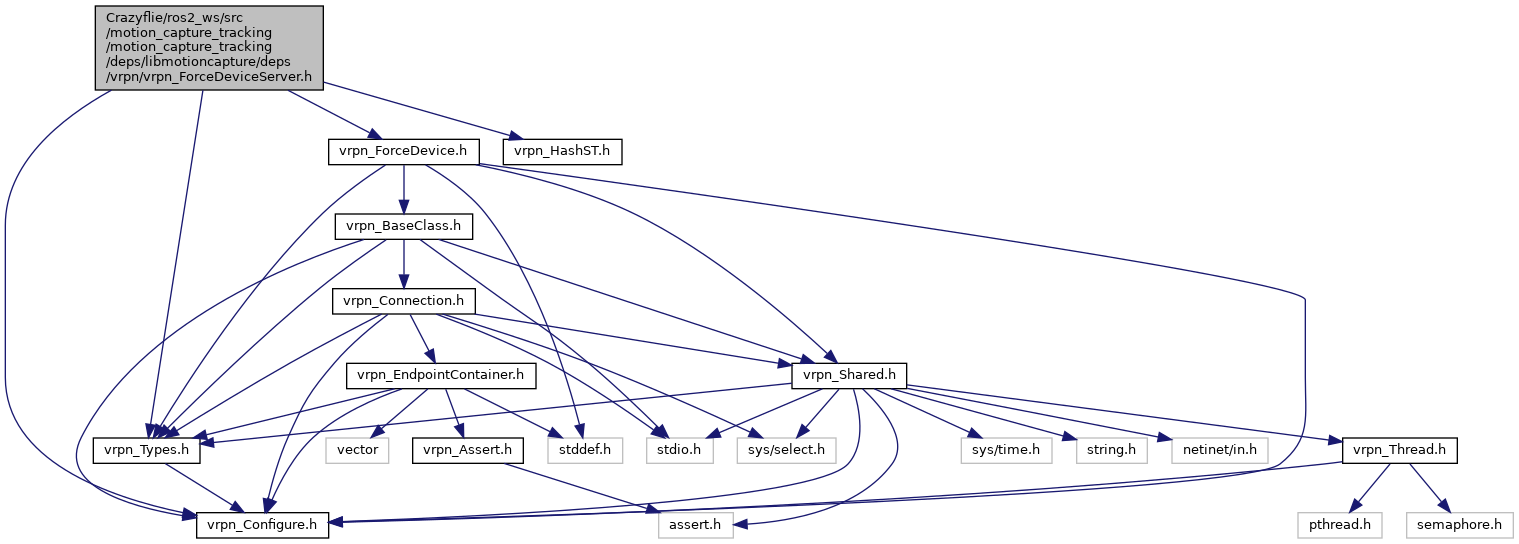 Crazyflie/ros2_ws/src
/motion_capture_tracking
/motion_capture_tracking
/deps/libmotioncapture/deps
/vrpn/vrpn_ForceDeviceServer.h
vrpn_ForceDevice.h
vrpn_HashST.h
vrpn_BaseClass.h
vrpn_Connection.h
vrpn_EndpointContainer.h
vrpn_Shared.h
vrpn_Types.h
vector
vrpn_Assert.h
stddef.h
stdio.h
sys/select.h
sys/time.h
string.h
netinet/in.h
vrpn_Thread.h
vrpn_Configure.h
assert.h
pthread.h
semaphore.h